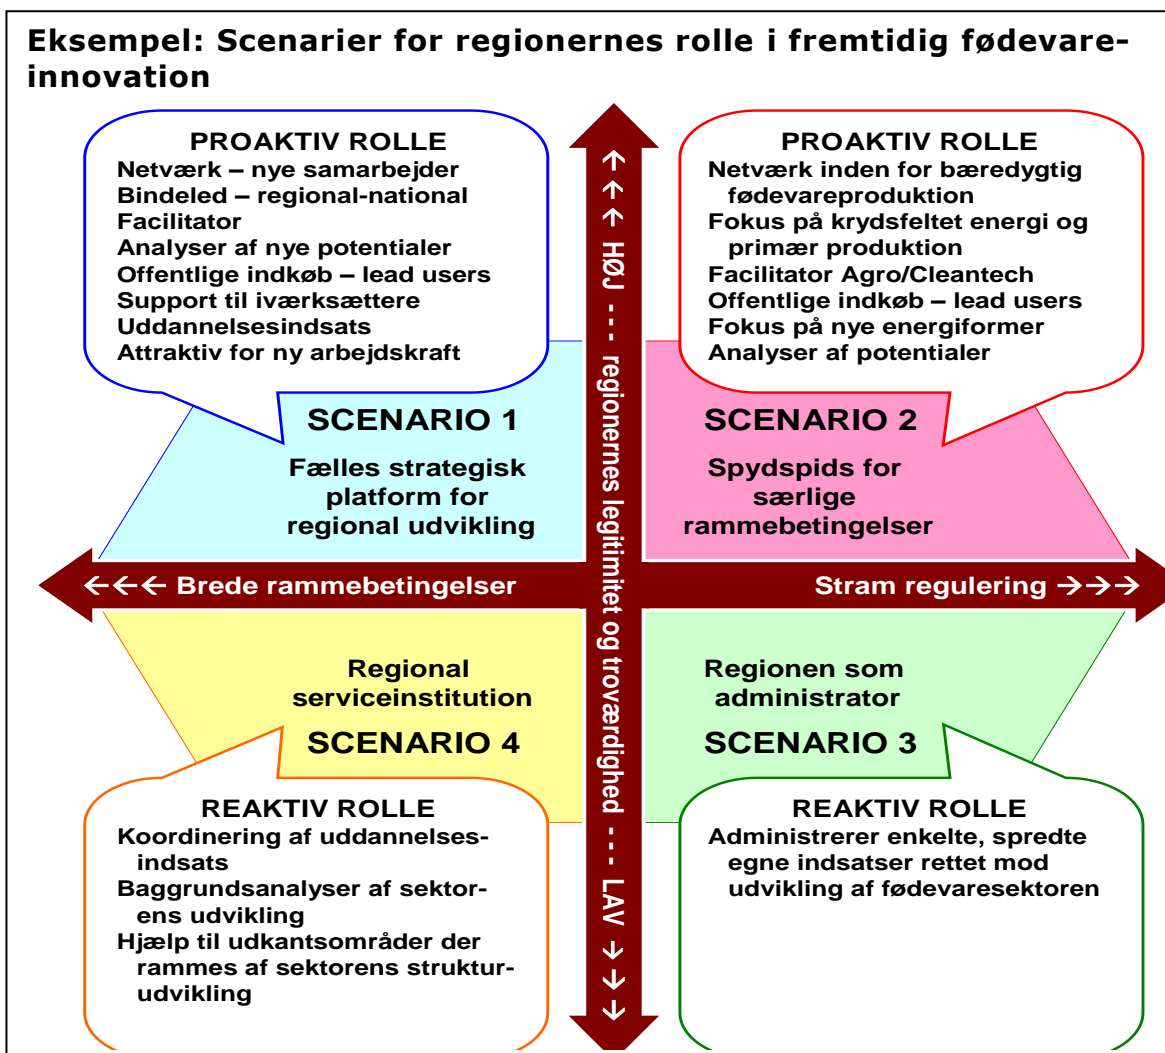 Eksempel: Scenarier for regionernes rolle i fremtidig fødevare-
innovation
PROAKTIV ROLLE
Netværk – nye samarbejder
Bindeled – regional-national
Facilitator
Analyser af nye potentialer
Offentlige indkøb – lead users
Support til iværksættere
Uddannelsesindsats
Attraktiv for ny arbejdskraft
PROAKTIV ROLLE
Netværk inden for bæredygtig
fødevareproduktion
Fokus på krydsfeltet energi og
primær produktion
Facilitator Agro/Cleantech
Offentlige indkøb – lead users
Fokus på nye energiformer
Analyser af potentialer
SCENARIO 1
Fælles strategisk
platform for
regional udvikling
SCENARIO 2
Spydspids for
særlige
rammebetingelser
←←← HØJ --- regionernes legitimitet og troværdighed --- LAV →→→
←←← Brede rammebetingelser
Stram regulering →→→
Regional
serviceinstitution
SCENARIO 4
Regionen som
administrator
SCENARIO 3
REAKTIV ROLLE
Koordinering af uddannelses-
indsats
Baggrundsanalyser af sektor-
ens udvikling
Hjælp til udkantsområder der
rammes af sektorens struktur-
udvikling
REAKTIV ROLLE
Administrerer enkelte, spredte
egne indsatser rettet mod
udvikling af fødevaresektoren